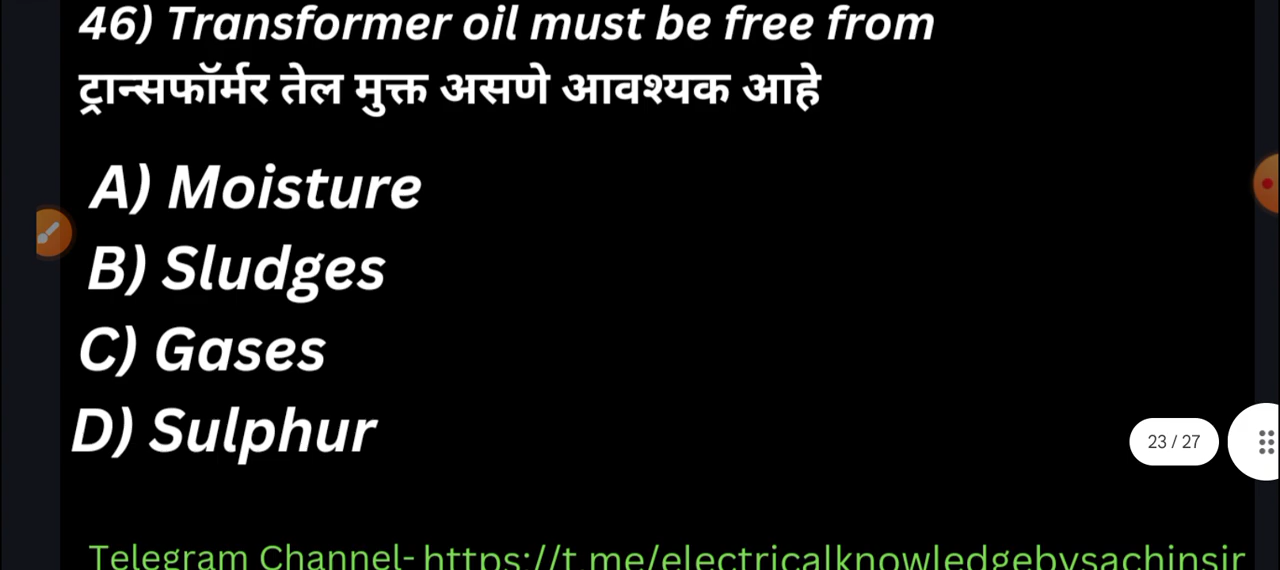 46) Transformer oil must be free from
ट्रान्सफॉर्मर तेल मुक्त असणे आवश्यक आहे
A) Moisture
B) Sludges
C) Gases
D) Sulphur
23 / 27
Telegram Channel- https://t.me/electricalknowledgebysachinsir